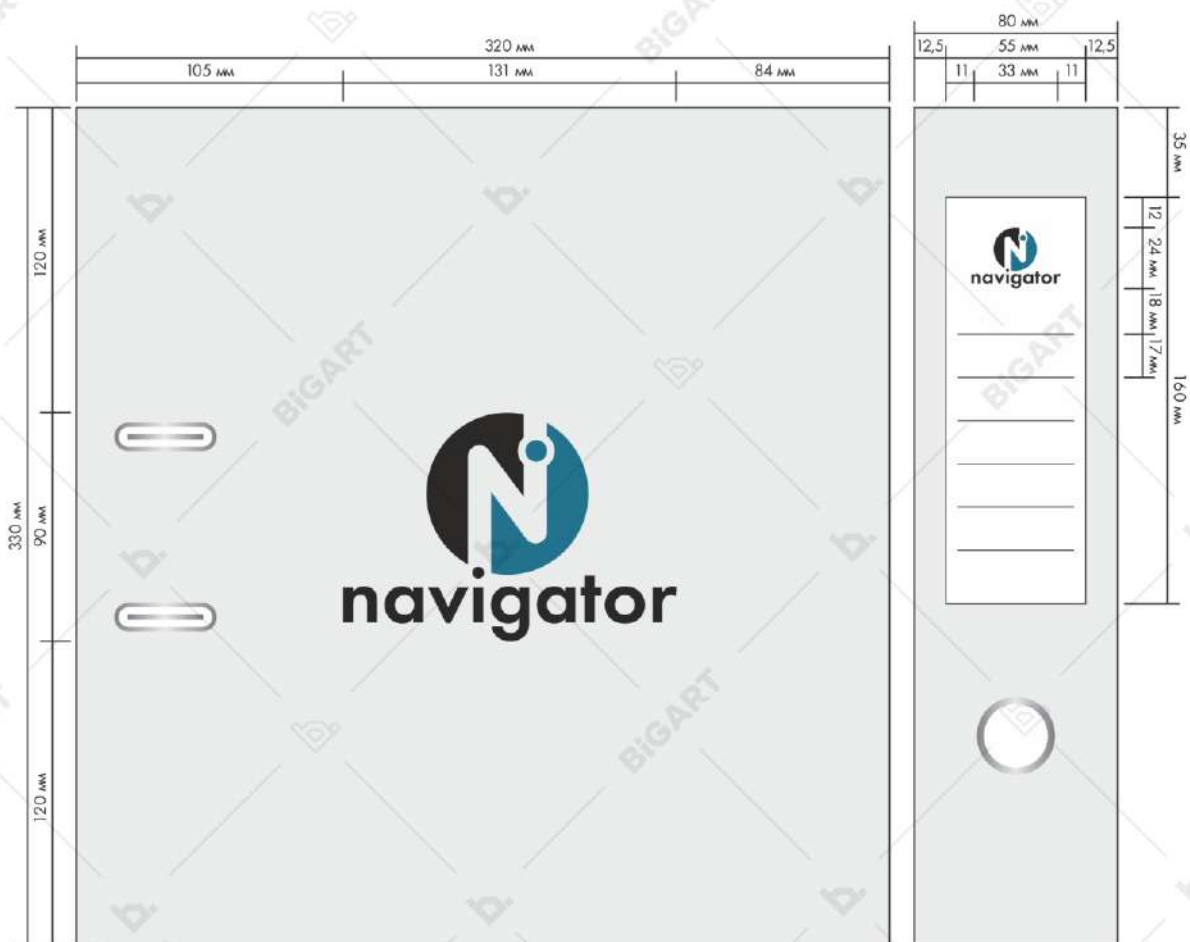 80 мм
320 мм
12,5 55 мм 12,5
105 мм 131 мм 84 мм
11 33 мм 11
35 мм
12
24 мм
18 мм
17 мм
160 мм
120 мм
330 мм
90 мм
120 мм
navigator
navigator
BiGART
BiGART
BiGART
BiGART